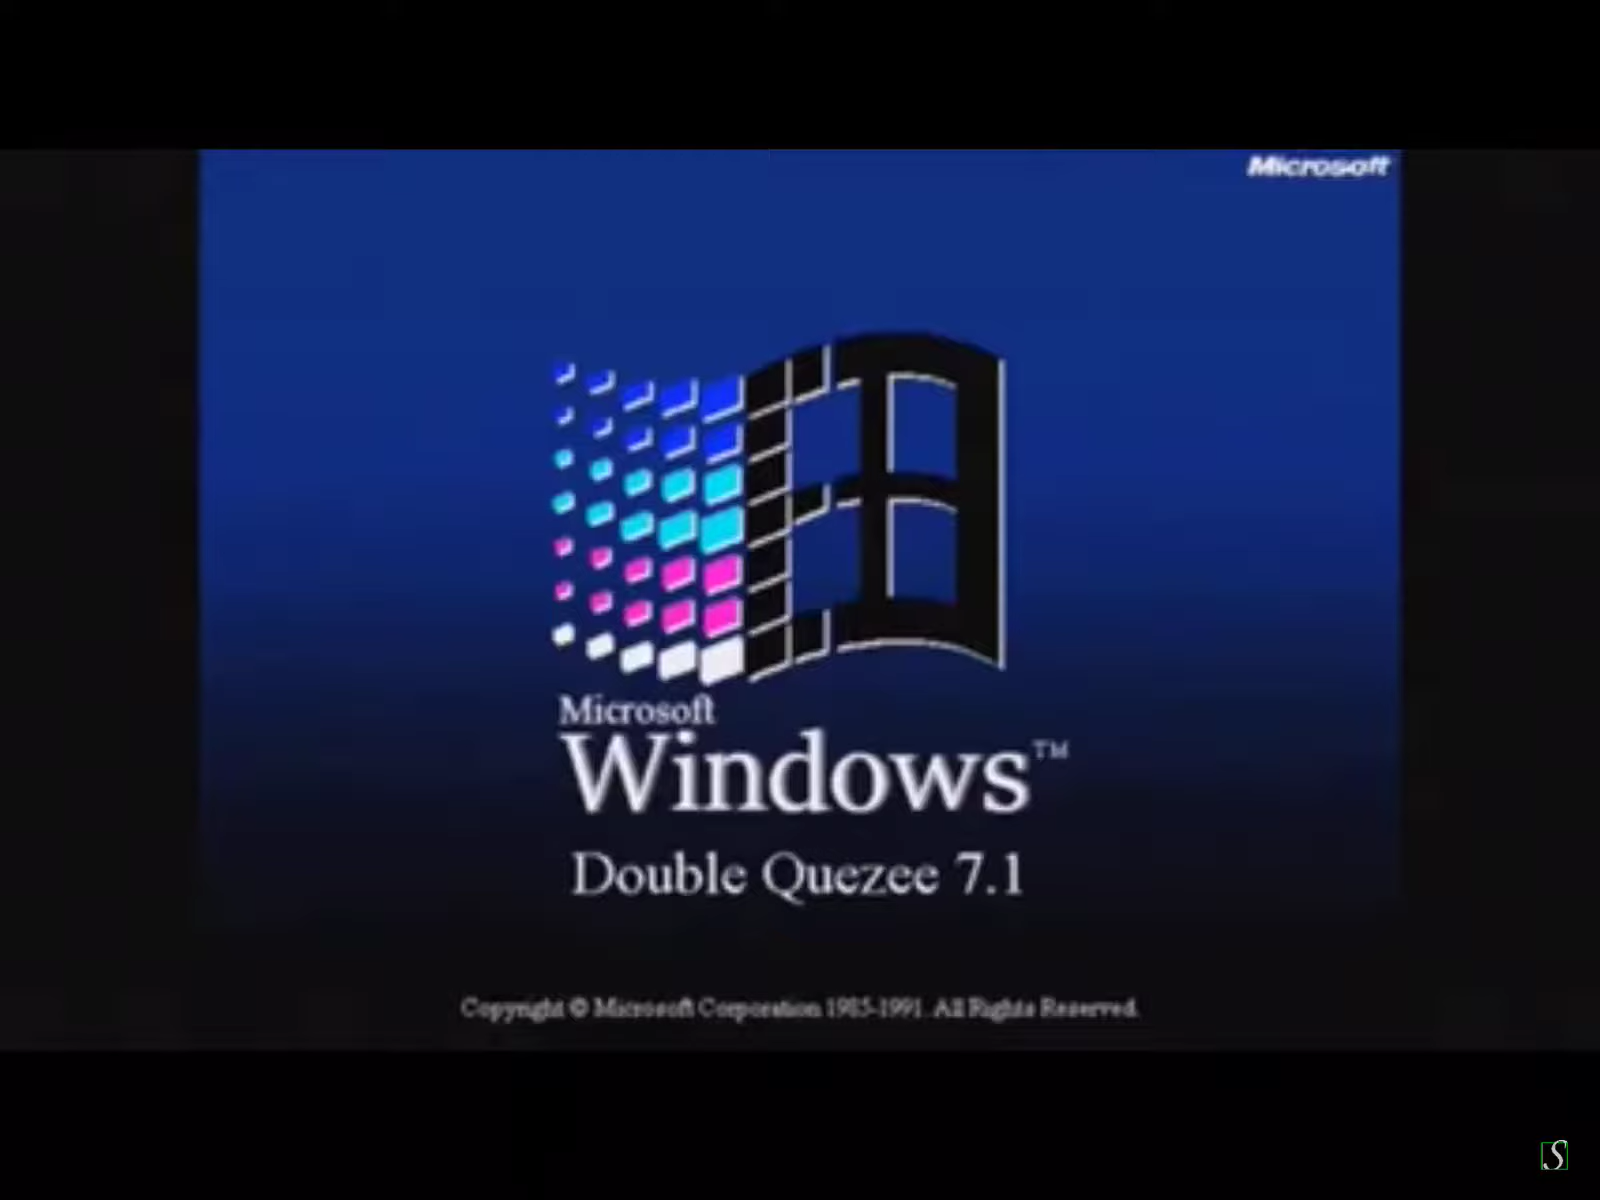 Microsoft
Microsoft
Windows™
Double Quezee 7.1
Copyright © Microsoft Corporation 1985-1991. All Rights Reserved.
S